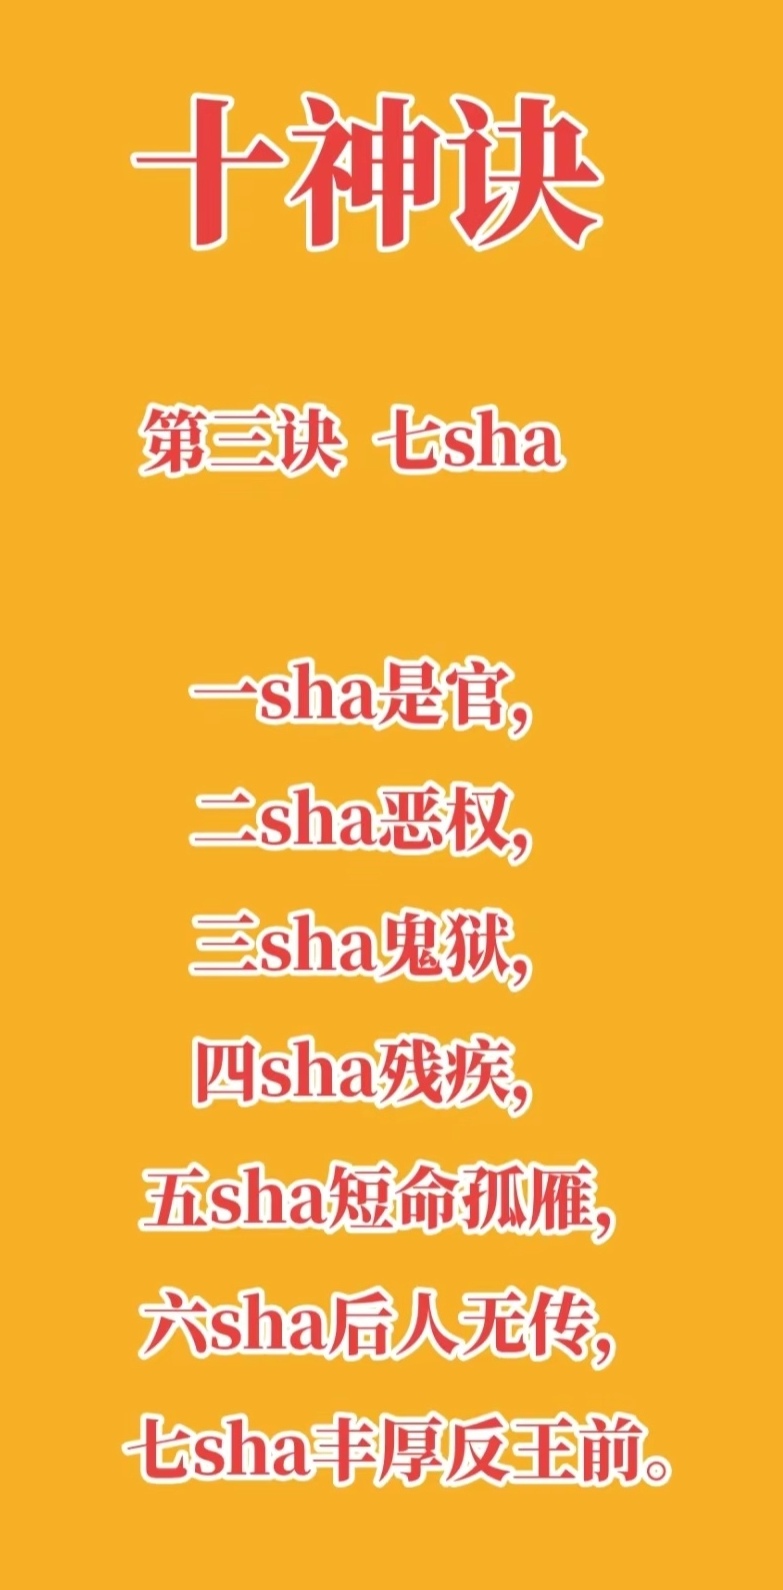 十神诀
第三诀 七sha
一sha是官,
二sha恶权,
三sha鬼狱,
四sha残疾,
五sha短命孤雁,
六sha后人无传,
七sha丰厚反王前。